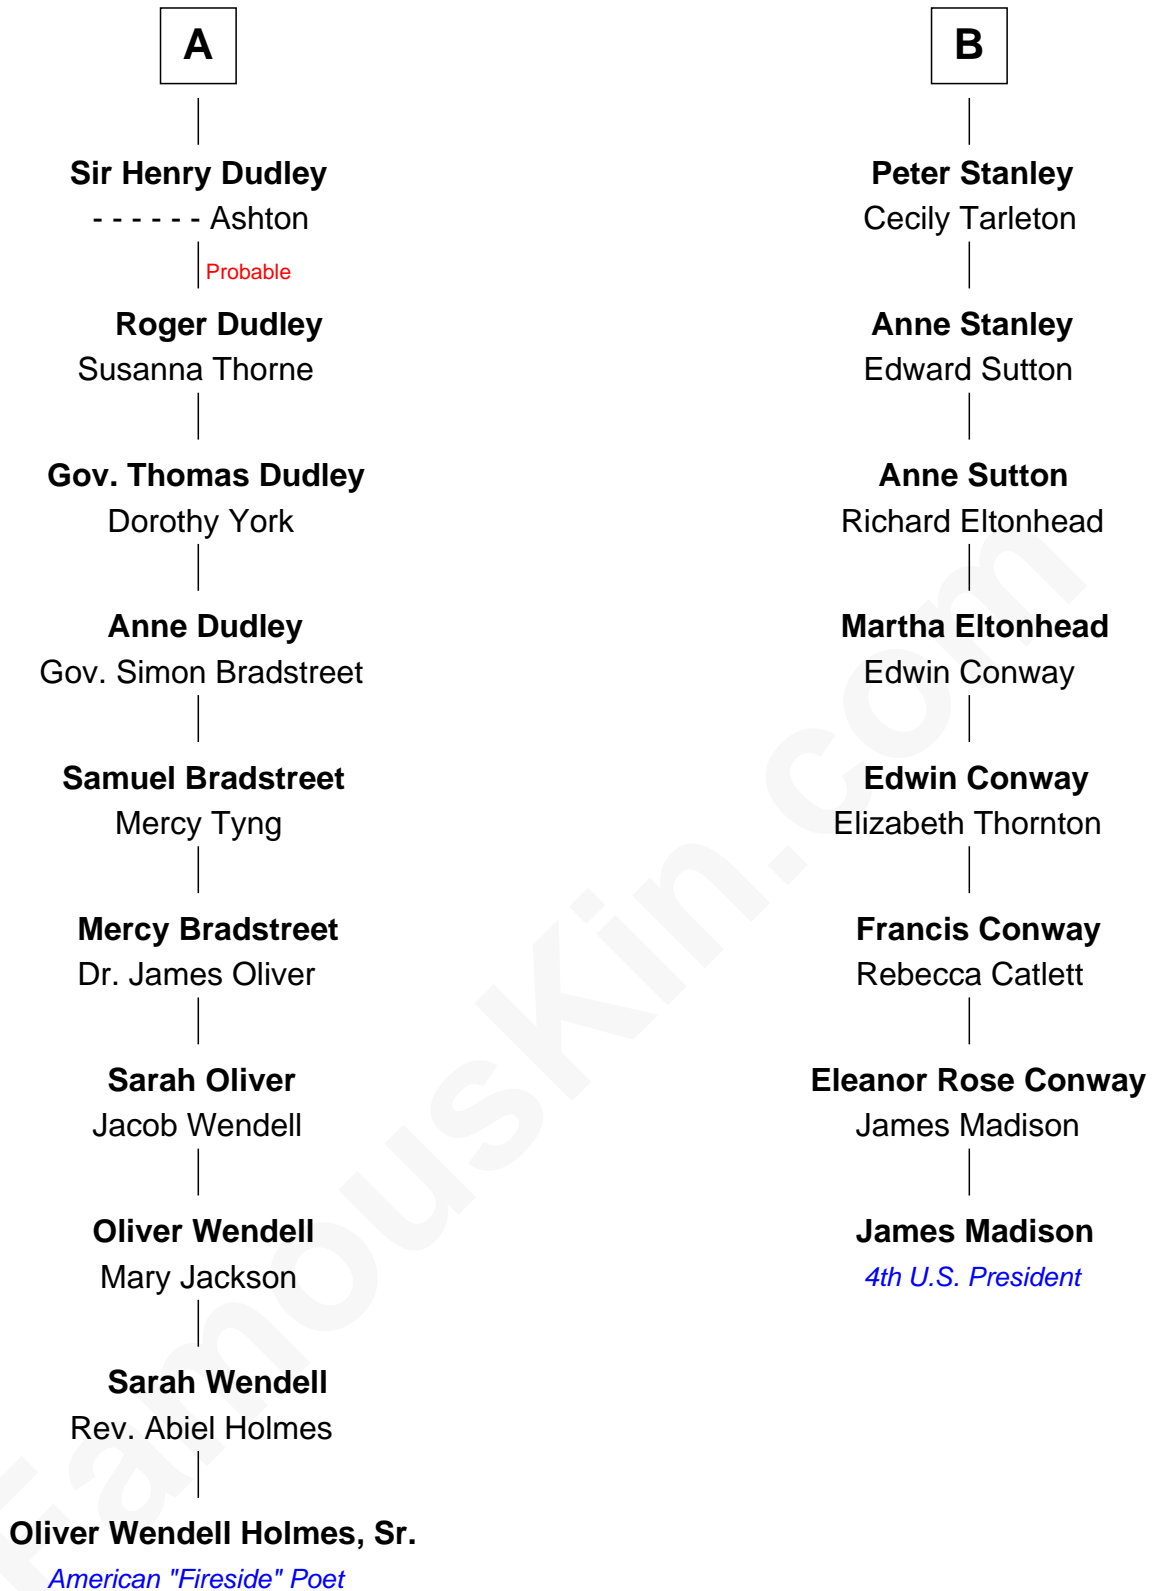 A
Sir Henry Dudley
- - - - - - Ashton
Probable
Roger Dudley
Susanna Thorne
Gov. Thomas Dudley
Dorothy York
Anne Dudley
Gov. Simon Bradstreet
Samuel Bradstreet
Mercy Tyng
Mercy Bradstreet
Dr. James Oliver
Sarah Oliver
Jacob Wendell
Oliver Wendell
Mary Jackson
Sarah Wendell
Rev. Abiel Holmes
Oliver Wendell Holmes, Sr.
American "Fireside" Poet
B
Peter Stanley
Cecily Tarleton
Anne Stanley
Edward Sutton
Anne Sutton
Richard Eltonhead
Martha Eltonhead
Edwin Conway
Edwin Conway
Elizabeth Thornton
Francis Conway
Rebecca Catlett
Eleanor Rose Conway
James Madison
James Madison
4th U.S. President
FamousKin.com